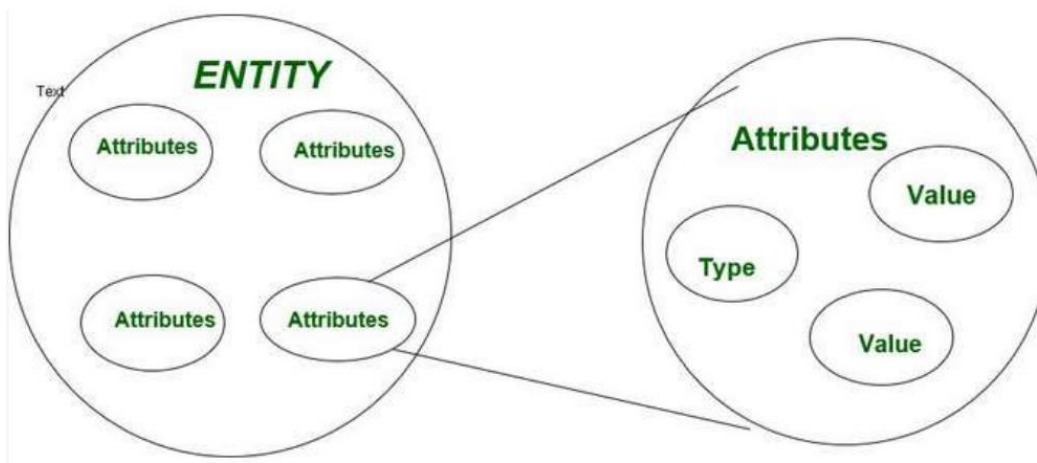 ENTITY
Text
Attributes
Attributes
Attributes
Attributes
Attributes
Value
Type
Value